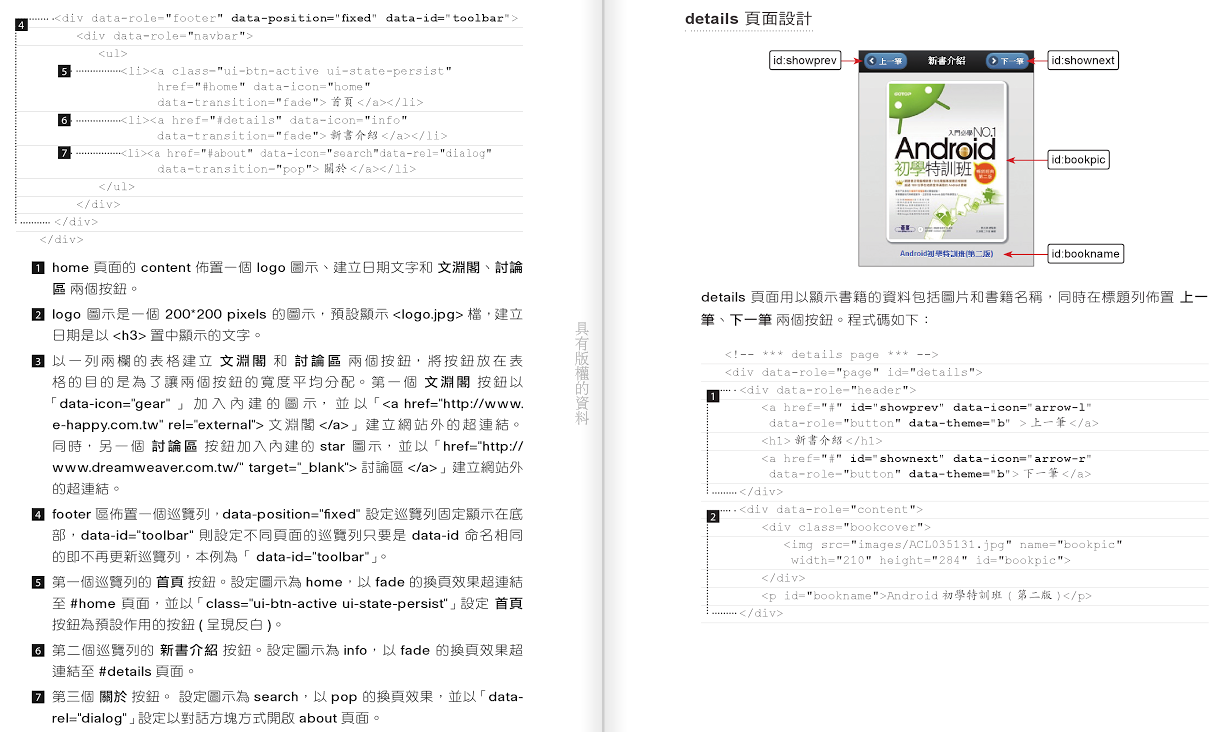 4 <div data-role="footer" data-position="fixed" data-id="toolbar">
<div data-role="navbar">
<ul>
5 <li><a class="ui-btn-active ui-state-persist"
href="#home" data-icon="home"
data-transition="fade"> 首頁 </a></li>
6 <li><a href="#details" data-icon="info"
data-transition="fade"> 新書介紹 </a></li>
7 <li><a href="#about" data-icon="search"data-rel="dialog"
data-transition="pop"> 關於 </a></li>
</ul>
</div>
</div>
</div>
1 home 頁面的 content 佈置一個 logo 圖示、建立日期文字和 文淵閣、討論
區 兩個按鈕。
2 logo 圖示是一個 200*200 pixels 的圖示，預設顯示 <logo.jpg> 檔，建立
日期是以 <h3> 置中顯示的文字。
3 以一列兩欄的表格建立 文淵閣 和 討論區 兩個按鈕，將按鈕放在表
格的目的是為了讓兩個按鈕的寬度平均分配。第一個 文淵閣 按鈕以
「data-icon="gear" 」加入內建的圖示，並以「<a href="http://www.
e-happy.com.tw" rel="external"> 文淵閣 </a>」建立網站外的超連結。
同時，另一個 討論區 按鈕加入內建的 star 圖示，並以「href="http://
www.dreamweaver.com.tw/" target="_blank"> 討論區 </a>」建立網站外
的超連結。
4 footer 區佈置一個巡覽列，data-position="fixed" 設定巡覽列固定顯示在底
部，data-id="toolbar" 則設定不同頁面的巡覽列只要是 data-id 命名相同
的即不再更新巡覽列，本例為「 data-id="toolbar"」。
5 第一個巡覽列的 首頁 按鈕。設定圖示為 home，以 fade 的換頁效果超連結
至 #home 頁面，並以「class="ui-btn-active ui-state-persist"」設定 首頁
按鈕為預設作用的按鈕 ( 呈現反白 )。
6 第二個巡覽列的 新書介紹 按鈕。設定圖示為 info，以 fade 的換頁效果超
連結至 #details 頁面。
7 第三個 關於 按鈕。 設定圖示為 search，以 pop 的換頁效果，並以「data-
rel="dialog"」設定以對話方塊方式開啟 about 頁面。
具有版權的資料
details 頁面設計
id:showprev
上一筆
新書介紹
下一筆
id:shownext
GOTOP
入門必學 NO.1
Android
初學特訓班
id:bookpic
Android初學特訓班(第二版)
id:bookname
details 頁面用以顯示書籍的資料包括圖片和書籍名稱，同時在標題列佈置 上一
筆、下一筆 兩個按鈕。程式碼如下：
<!-- *** details page *** -->
<div data-role="page" id="details">
1 <div data-role="header">
<a href="#" id="showprev" data-icon="arrow-l"
data-role="button" data-theme="b" > 上一筆 </a>
<h1> 新書介紹 </h1>
<a href="#" id="shownext" data-icon="arrow-r"
data-role="button" data-theme="b"> 下一筆 </a>
</div>
2 <div data-role="content">
<div class="bookcover">
<img src="images/ACL035131.jpg" name="bookpic"
width="210" height="284" id="bookpic">
</div>
<p id="bookname">Android 初學特訓班 ( 第二版 )</p>
</div>